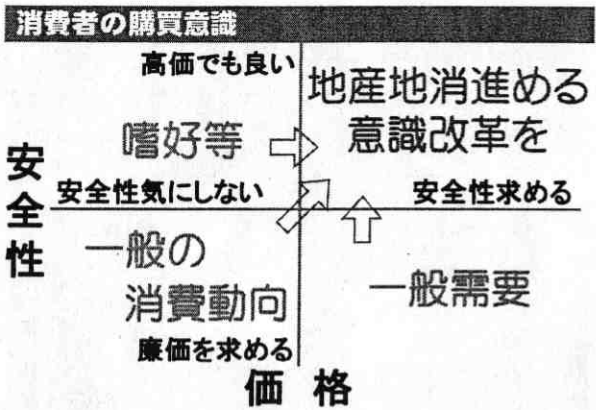 消費者の購買意識
高価でも良い
嗜好等
地産地消進める
意識改革を
安全性気にしない
安全性求める
安全性
一般の
消費動向
一般需要
廉価を求める
価格